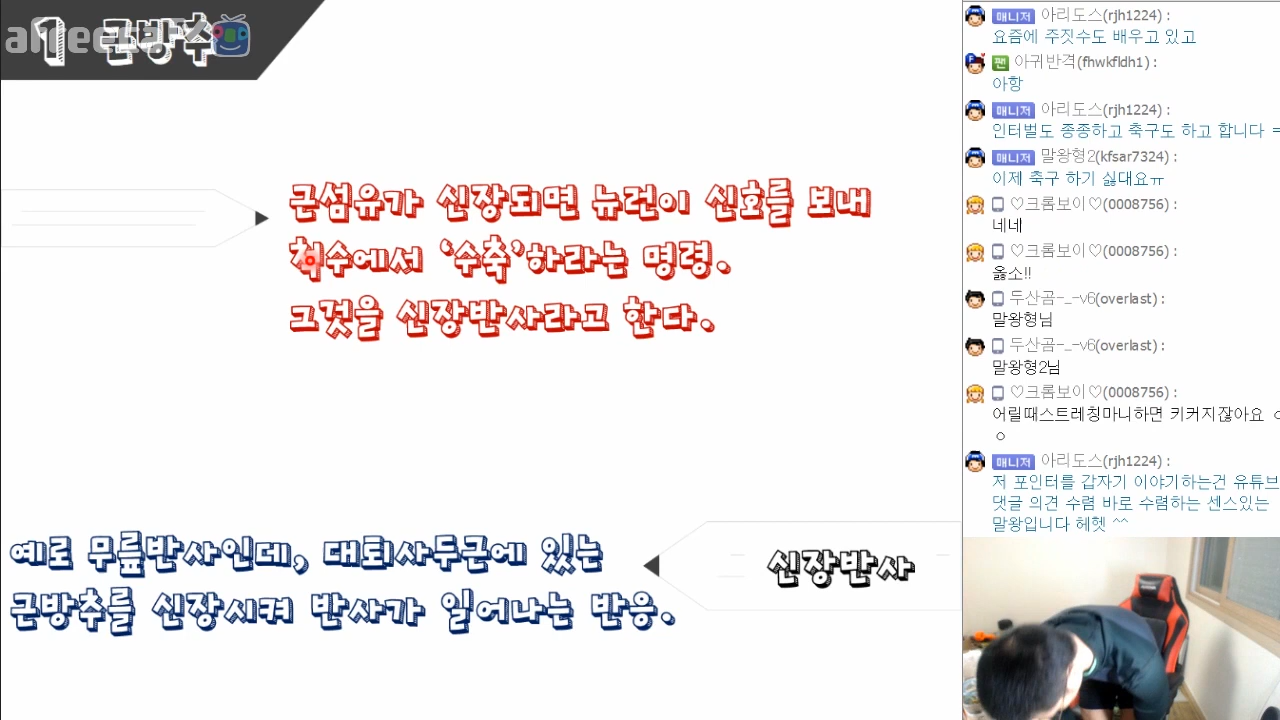 afreecaTV
1 근방추
근섬유가 신장되면 뉴런이 신호를 보내
척수에서 '수축'하라는 명령.
그것을 신장반사라고 한다.
신장반사
예로 무릎반사인데, 대퇴사두근에 있는
근방추를 신장시켜 반사가 일어나는 반응.
매니저 아리도스(rjh1224) :
요즘에 주짓수도 배우고 있고
팬 아귀반격(fhwkfldh1) :
아항
매니저 아리도스(rjh1224) :
인터벌도 종종하고 축구도 하고 합니다 ㅋ
매니저 말왕형2(kfsar7324) :
이제 축구 하기 싫대요ㅠ
♡크롬보이♡(0008756) :
네네
♡크롬보이♡(0008756) :
옳소!!
두산곰-_-v6(overlast) :
말왕형님
두산곰-_-v6(overlast) :
말왕형2님
♡크롬보이♡(0008756) :
어릴때스트레칭마니하면 키커지잖아요 ㅇ
ㅇ
매니저 아리도스(rjh1224) :
저 포인터를 갑자기 이야기하는건 유튜브
댓글 의견 수렴 바로 수렴하는 센스있는
말왕입니다 헤헷 ^^